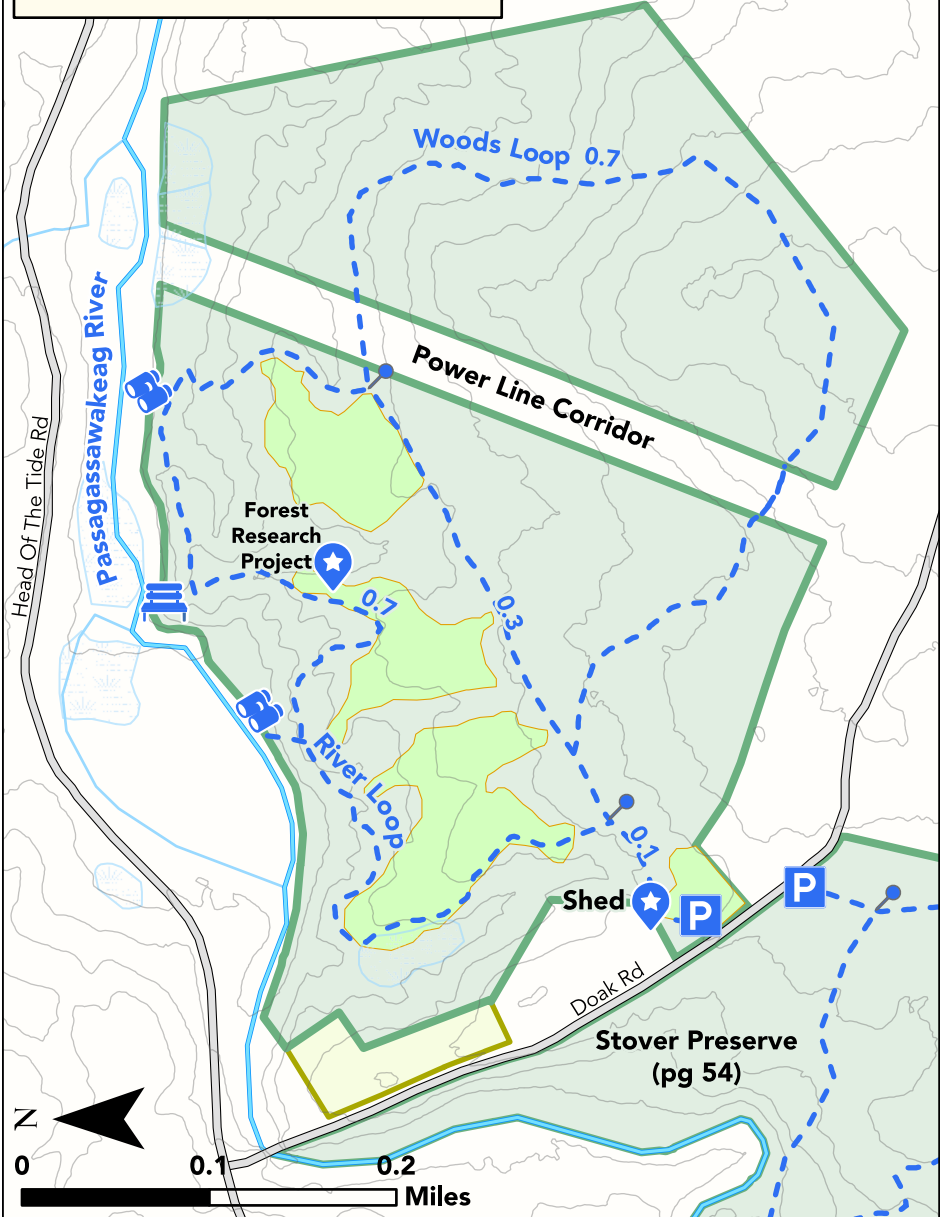 Woods Loop 0.7
Passagassawakeag River
Head Of The Tide Rd
Power Line Corridor
Forest
Research
Project
0.7
0.3
River Loop
0.1
Shed
P
P
Doak Rd
Stover Preserve
(pg 54)
N
0 0.1 0.2
Miles